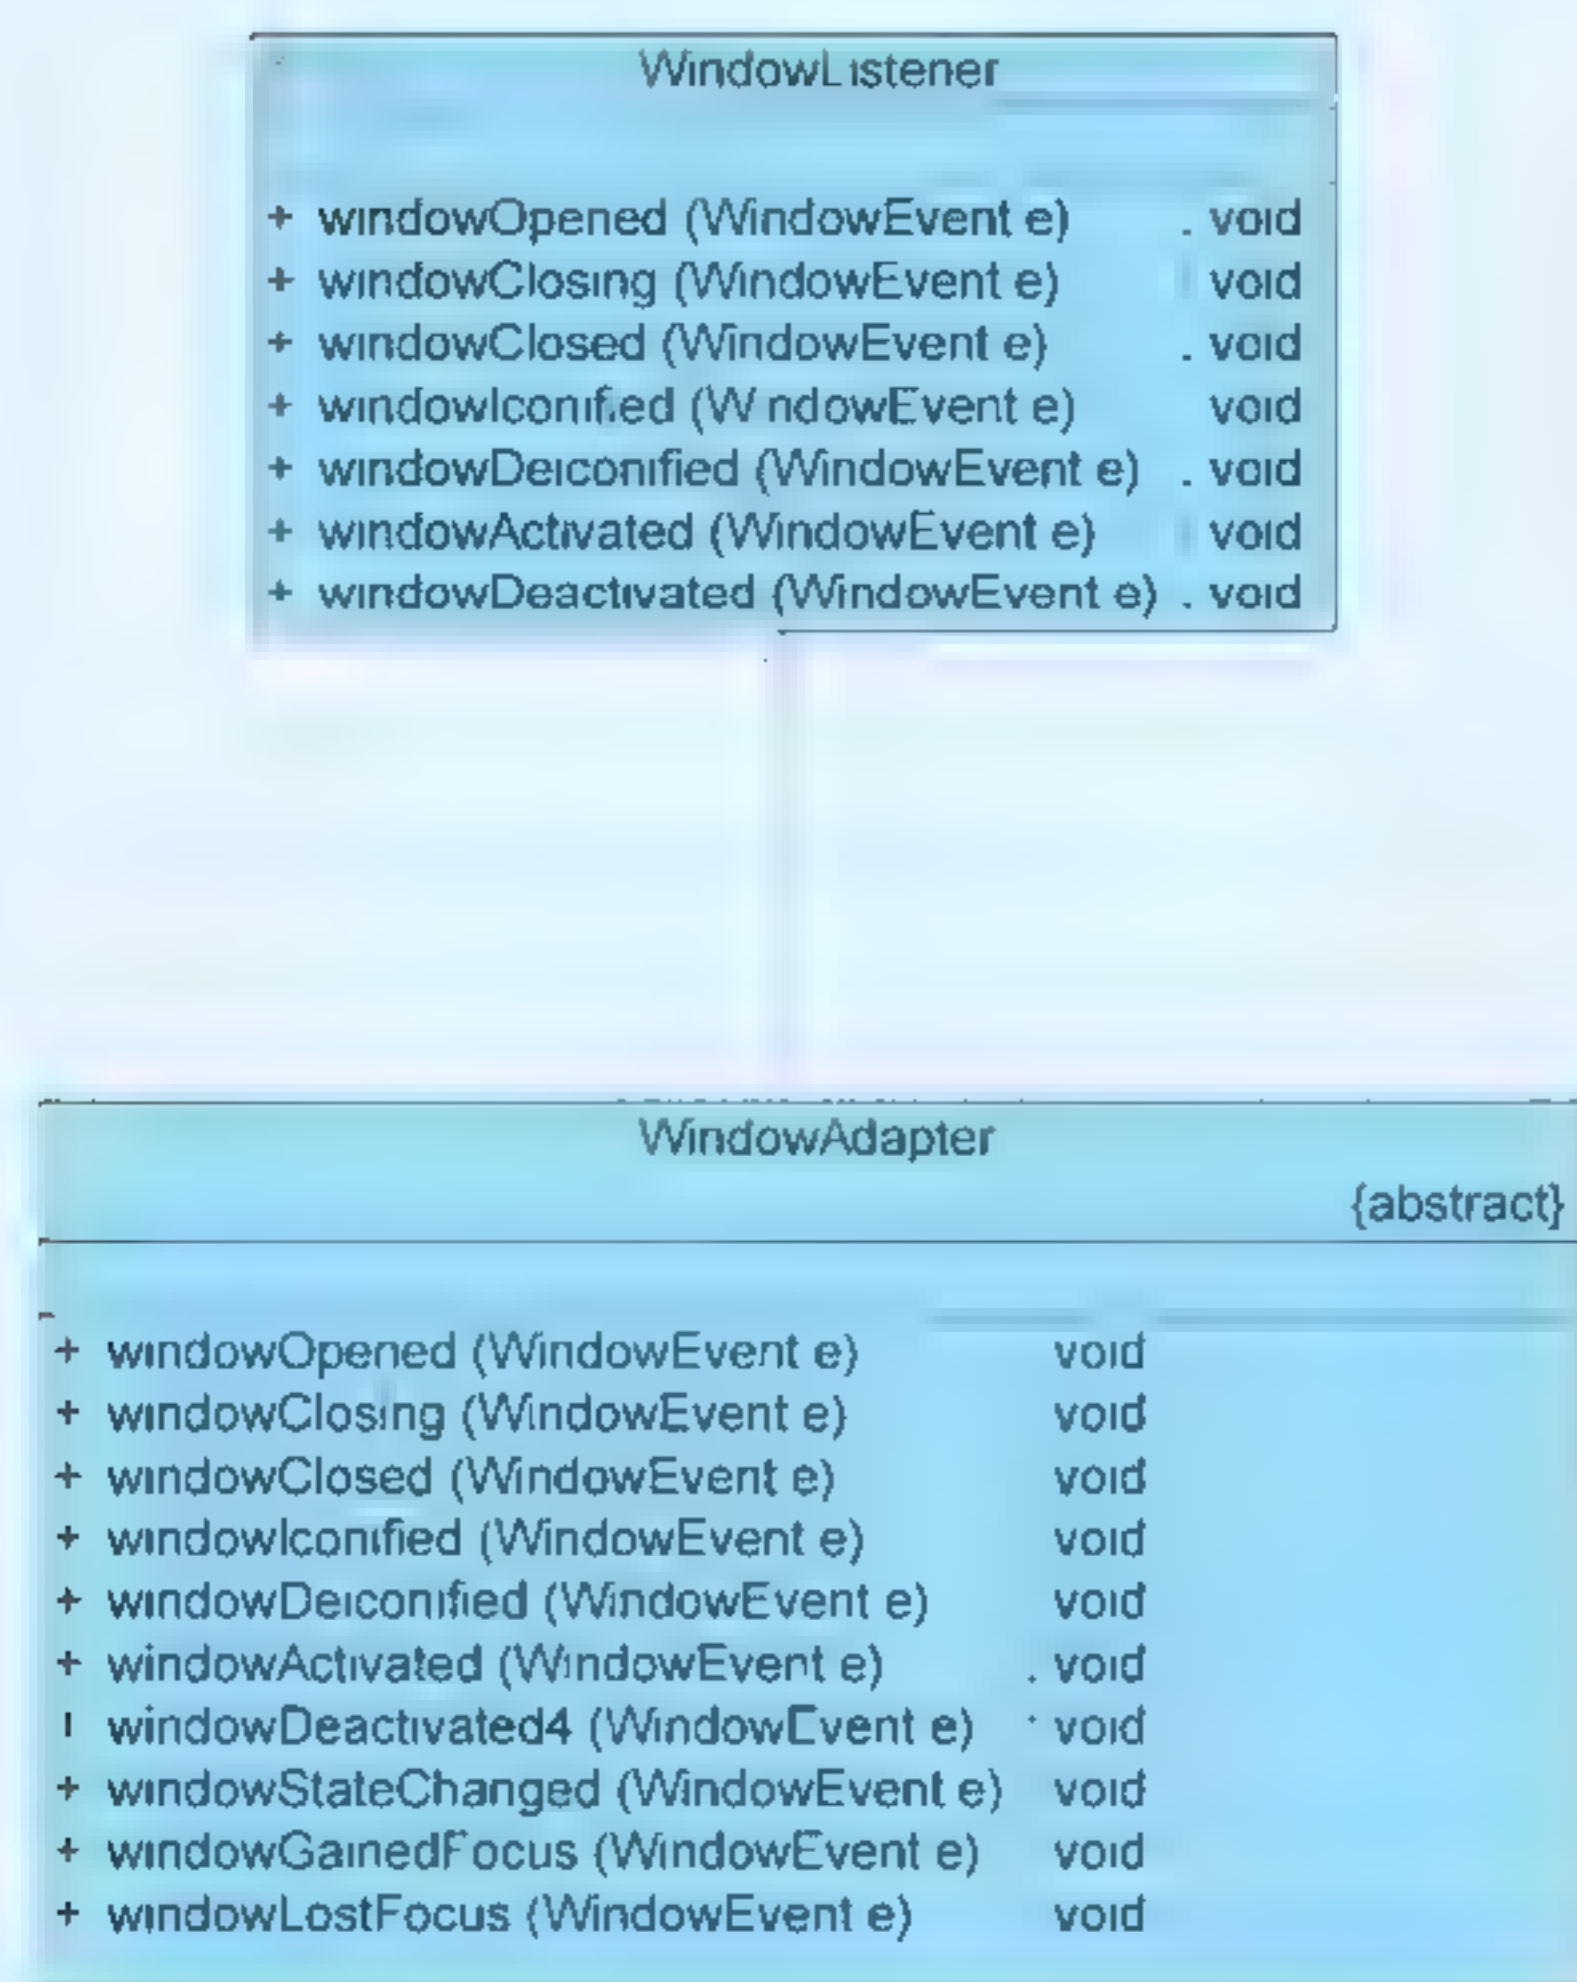 WindowListener
+ windowOpened (WindowEvent e) : void
+ windowClosing (WindowEvent e) : void
+ windowClosed (WindowEvent e) : void
+ windowIconified (WindowEvent e) void
+ windowDeiconified (WindowEvent e) : void
+ windowActivated (WindowEvent e) : void
+ windowDeactivated (WindowEvent e) : void
WindowAdapter
{abstract}
+ windowOpened (WindowEvent e) void
+ windowClosing (WindowEvent e) void
+ windowClosed (WindowEvent e) void
+ windowIconified (WindowEvent e) void
+ windowDeiconified (WindowEvent e) void
+ windowActivated (WindowEvent e) : void
+ windowDeactivated4 (WindowEvent e) : void
+ windowStateChanged (WindowEvent e) void
+ windowGainedFocus (WindowEvent e) void
+ windowLostFocus (WindowEvent e) void